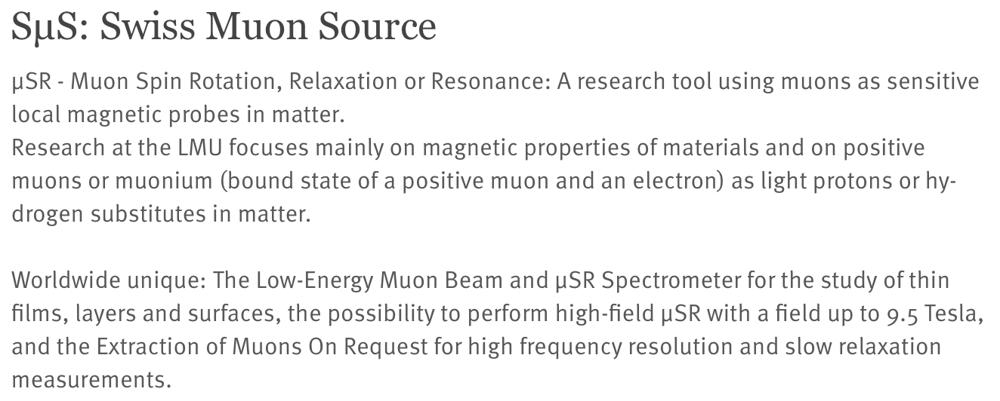 SµS: Swiss Muon Source
µSR - Muon Spin Rotation, Relaxation or Resonance: A research tool using muons as sensitive
local magnetic probes in matter.
Research at the LMU focuses mainly on magnetic properties of materials and on positive
muons or muonium (bound state of a positive muon and an electron) as light protons or hy-
drogen substitutes in matter.
Worldwide unique: The Low-Energy Muon Beam and µSR Spectrometer for the study of thin
films, layers and surfaces, the possibility to perform high-field µSR with a field up to 9.5 Tesla,
and the Extraction of Muons On Request for high frequency resolution and slow relaxation
measurements.